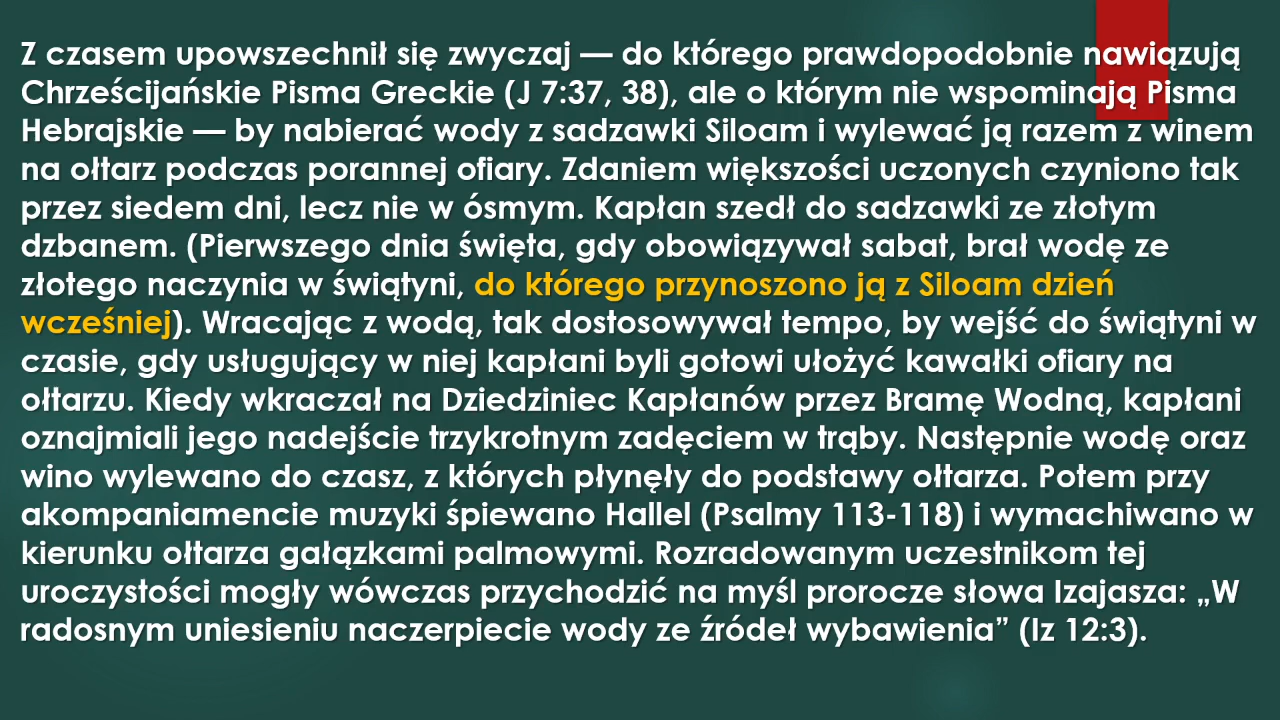 Z czasem upowszechnił się zwyczaj — do którego prawdopodobnie nawiązują
Chrześcijańskie Pisma Greckie (J 7:37, 38), ale o którym nie wspominają Pisma
Hebrajskie — by nabierać wody z sadzawki Siloam i wylewać ją razem z winem
na ołtarz podczas porannej ofiary. Zdaniem większości uczonych czyniono tak
przez siedem dni, lecz nie w ósmym. Kapłan szedł do sadzawki ze złotym
dzbanem. (Pierwszego dnia święta, gdy obowiązywał sabat, brał wodę ze
złotego naczynia w świątyni, do którego przynoszono ją z Siloam dzień
wcześniej). Wracając z wodą, tak dostosowywał tempo, by wejść do świątyni w
czasie, gdy usługujący w niej kapłani byli gotowi ułożyć kawałki ofiary na
ołtarzu. Kiedy wkraczał na Dziedziniec Kapłanów przez Bramę Wodną, kapłani
oznajmiali jego nadejście trzykrotnym zadęciem w trąby. Następnie wodę oraz
wino wylewano do czasz, z których płynęły do podstawy ołtarza. Potem przy
akompaniamencie muzyki śpiewano Hallel (Psalmy 113-118) i wymachiwano w
kierunku ołtarza gałązkami palmowymi. Rozradowanym uczestnikom tej
uroczystości mogły wówczas przychodzić na myśl prorocze słowa Izajasza: „W
radosnym uniesieniu naczerpiecie wody ze źródeł wybawienia” (Iz 12:3).